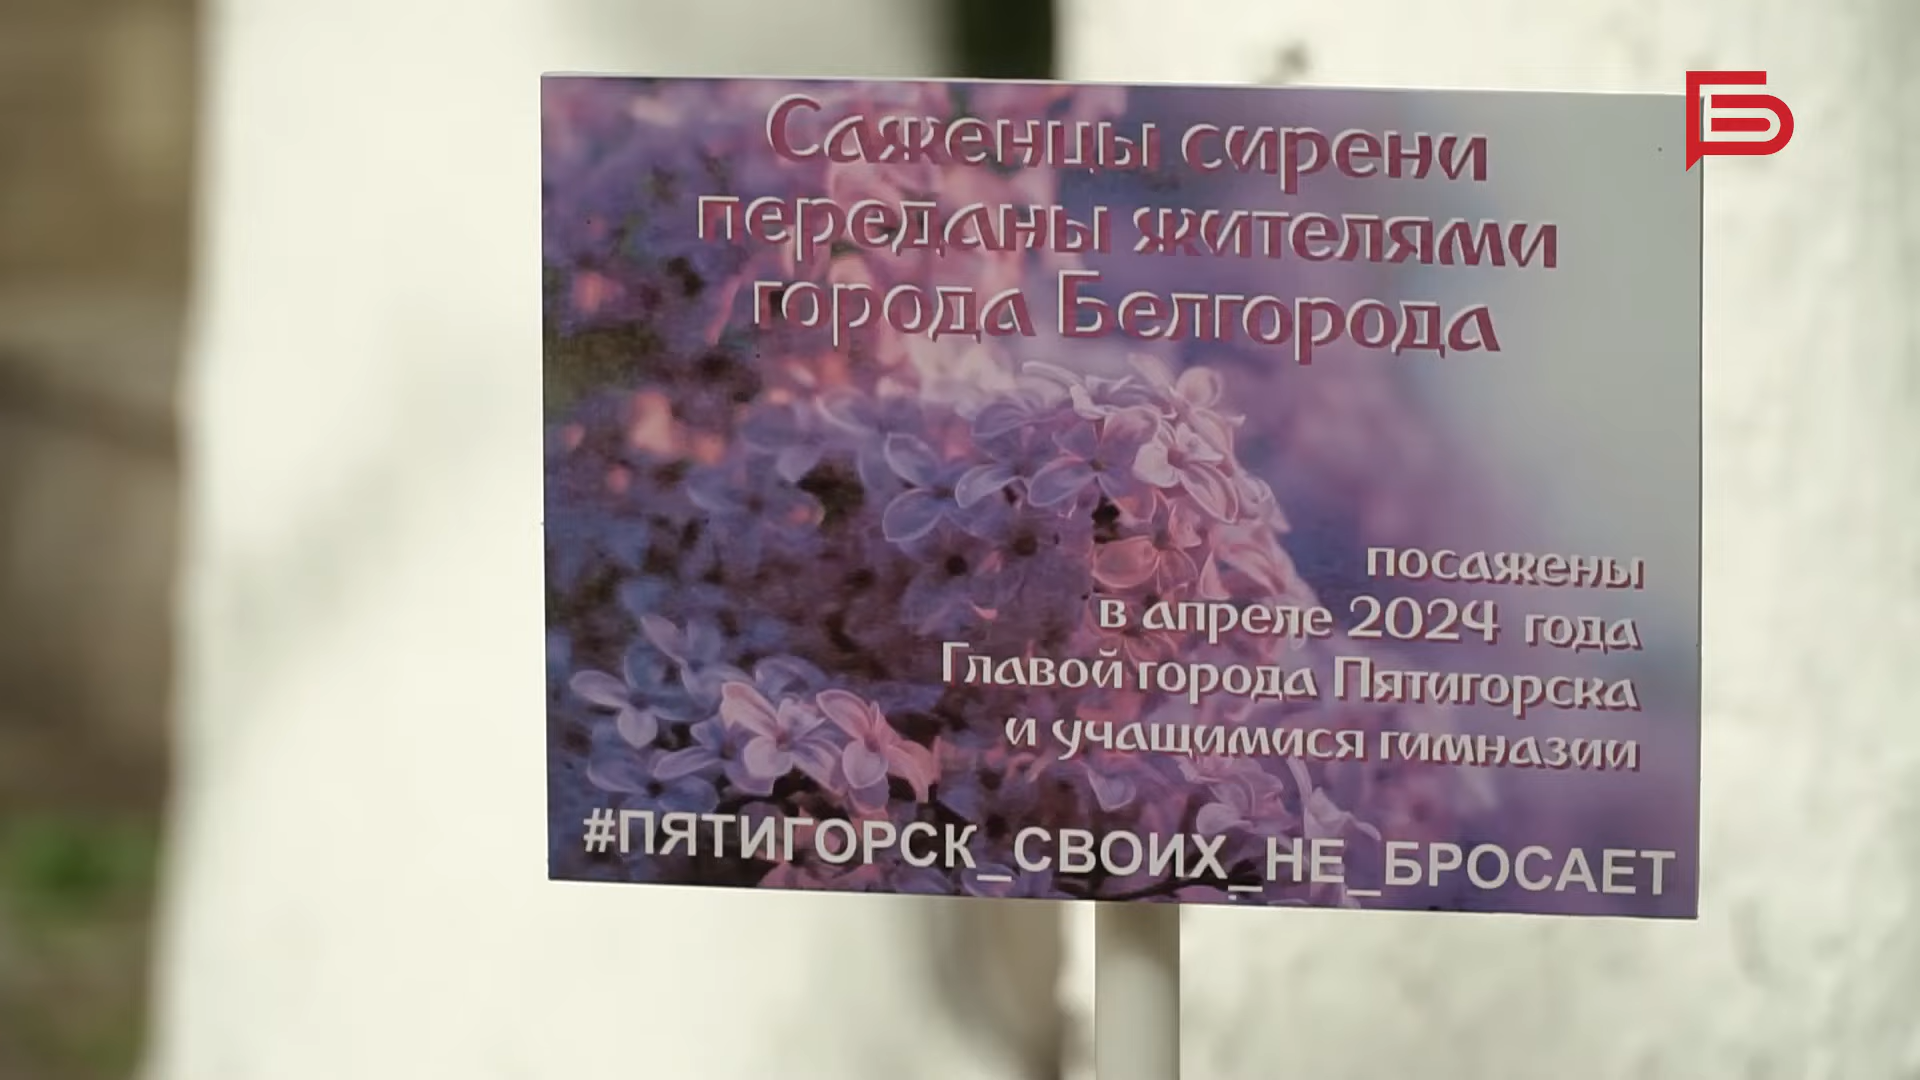 Саженцы сирени
переданы жителями
города Белгорода
посажены
в апреле 2024 года
Главой города Пятигорска
и учащимися гимназии
#ПЯТИГОРСК_СВОИХ_НЕ_БРОСАЕТ
Б